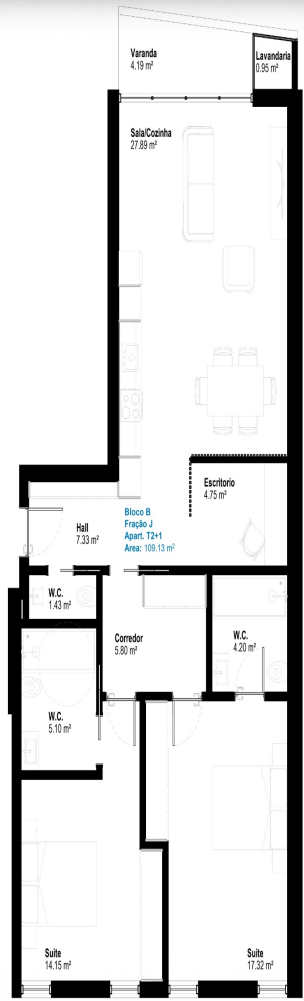 Varanda
4.19 m²
Lavandaria
0.95 m²
Sala/Cozinha
27.89 m²
Escritorio
4.75 m²
Bloco B
Fração J
Apart. T2+1
Area: 109.13 m²
Hall
7.33 m²
W.C.
1.43 m²
Corredor
5.80 m²
W.C.
4.20 m²
W.C.
5.10 m²
Suite
14.15 m²
Suite
17.32 m²